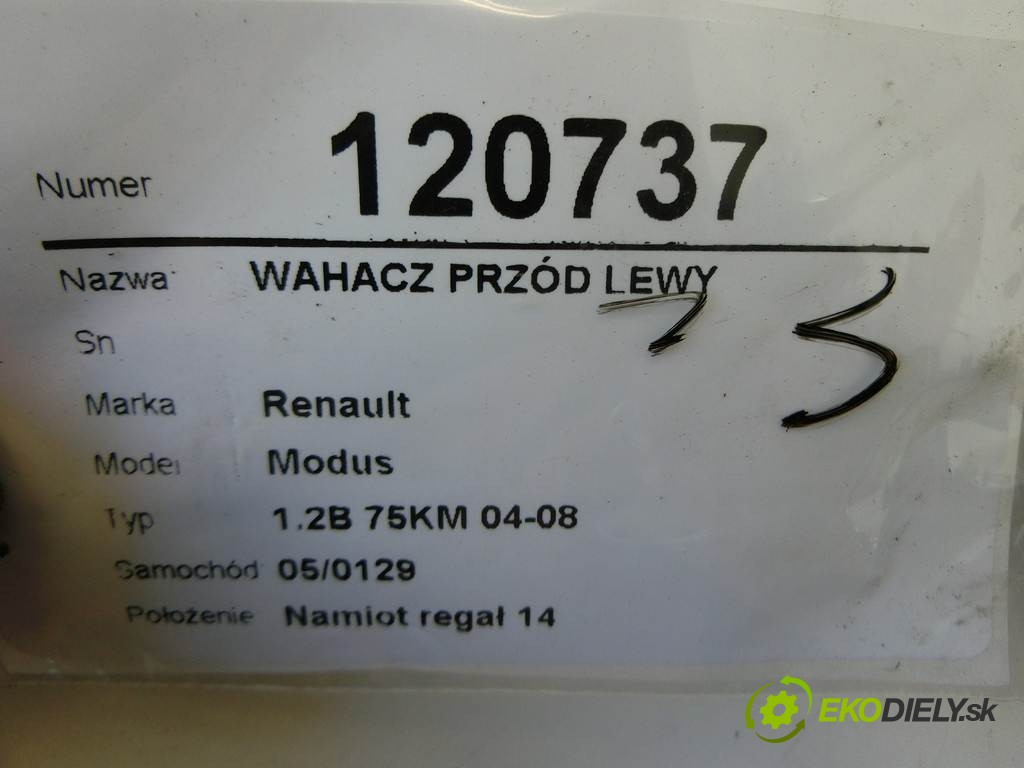 Numer 120737
Nazwa WAHACZ PRZÓD LEWY
Sn
Marka Renault
Model Modus
Typ 1.2B 75KM 04-08
Samochód 05/0129
Położenie Namiot regał 14
EKODIELY.sk